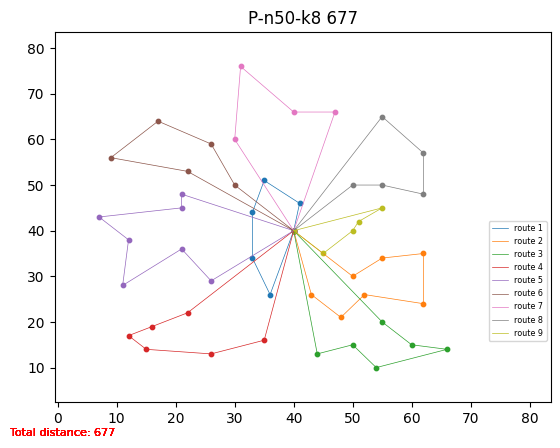 P-n50-k8 677
80
70
60
50
40
30
20
10
0 10 20 30 40 50 60 70 80
route 1
route 2
route 3
route 4
route 5
route 6
route 7
route 8
route 9
Total distance: 677